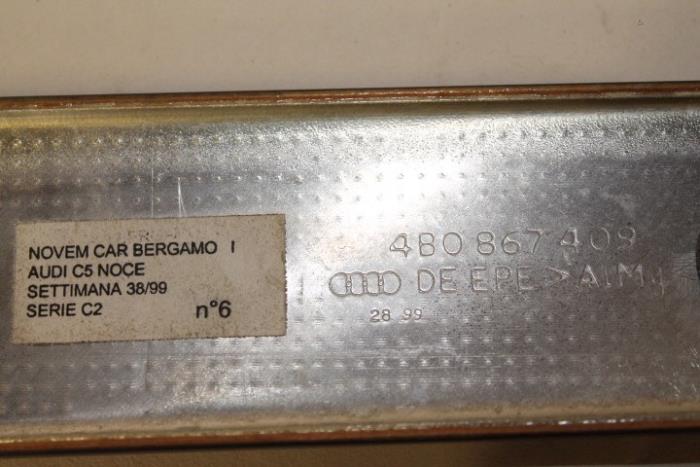 NOVEM CAR BERGAMO I
AUDI C5 NOCE
SETTIMANA 38/99
SERIE C2 n°6
4B0 867 409
DE EPE >AlM
28 99